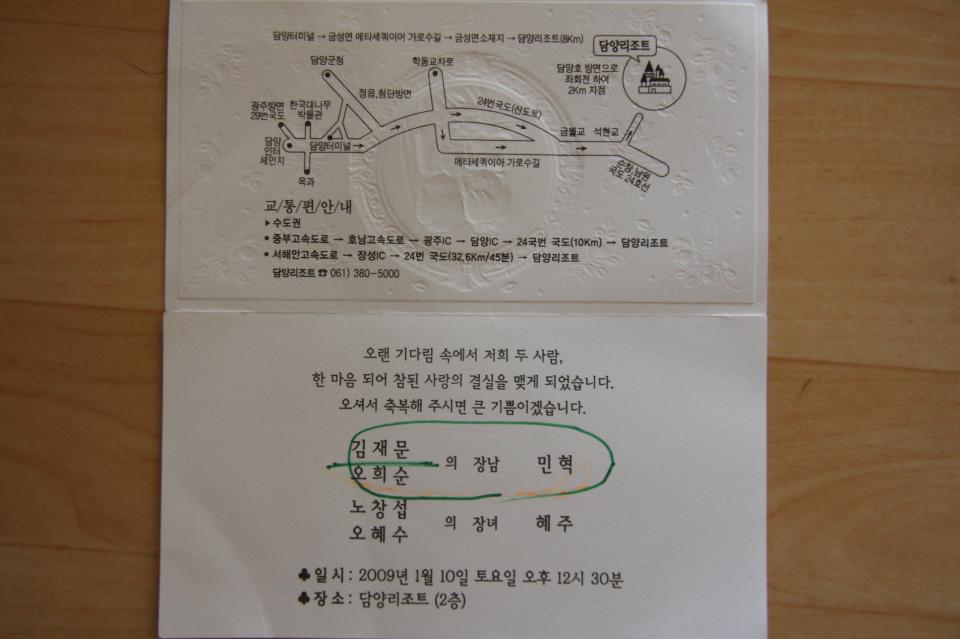 담양터미널 → 금성면 메타세쿼이어 가로수길 → 금성면소재지 → 담양리조트(8Km)
담양리조트
담양호 방면으로
좌회전 하여
2Km 지점
담양군청
학동교차로
정읍,첨단방면
24번국도(신도로)
광주방면
29번국도
한국대나무
박물관
금월교
석현교
담양
인터
체인지
담양터미널
메타세쿼이아 가로수길
순창,남원
국도 24호선
옥과
교/통/편/안/내
▶수도권
● 중부고속도로 → 호남고속도로 → 광주IC → 담양IC → 24국번 국도(10Km) → 담양리조트
● 서해안고속도로 → 장성IC → 24번 국도(32.6Km/45분) → 담양리조트
담양리조트 ☎ 061) 380-5000
오랜 기다림 속에서 저희 두 사람,
한 마음 되어 참된 사랑의 결실을 맺게 되었습니다.
오셔서 축복해 주시면 큰 기쁨이겠습니다.
김재문
오희순
의 장남 민혁
노창섭
오혜수
의 장녀 혜주
♣일시: 2009년 1월 10일 토요일 오후 12시 30분
♣장소: 담양리조트 (2층)